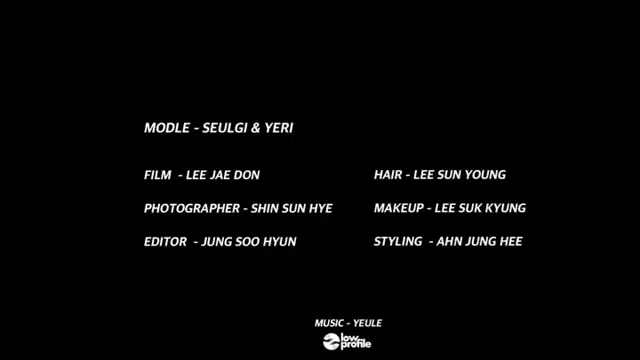 MODLE - SEULGI & YERI
FILM - LEE JAE DON
HAIR - LEE SUN YOUNG
PHOTOGRAPHER - SHIN SUN HYE
MAKEUP - LEE SUK KYUNG
EDITOR - JUNG SOO HYUN
STYLING - AHN JUNG HEE
MUSIC - YEULE
low
profile